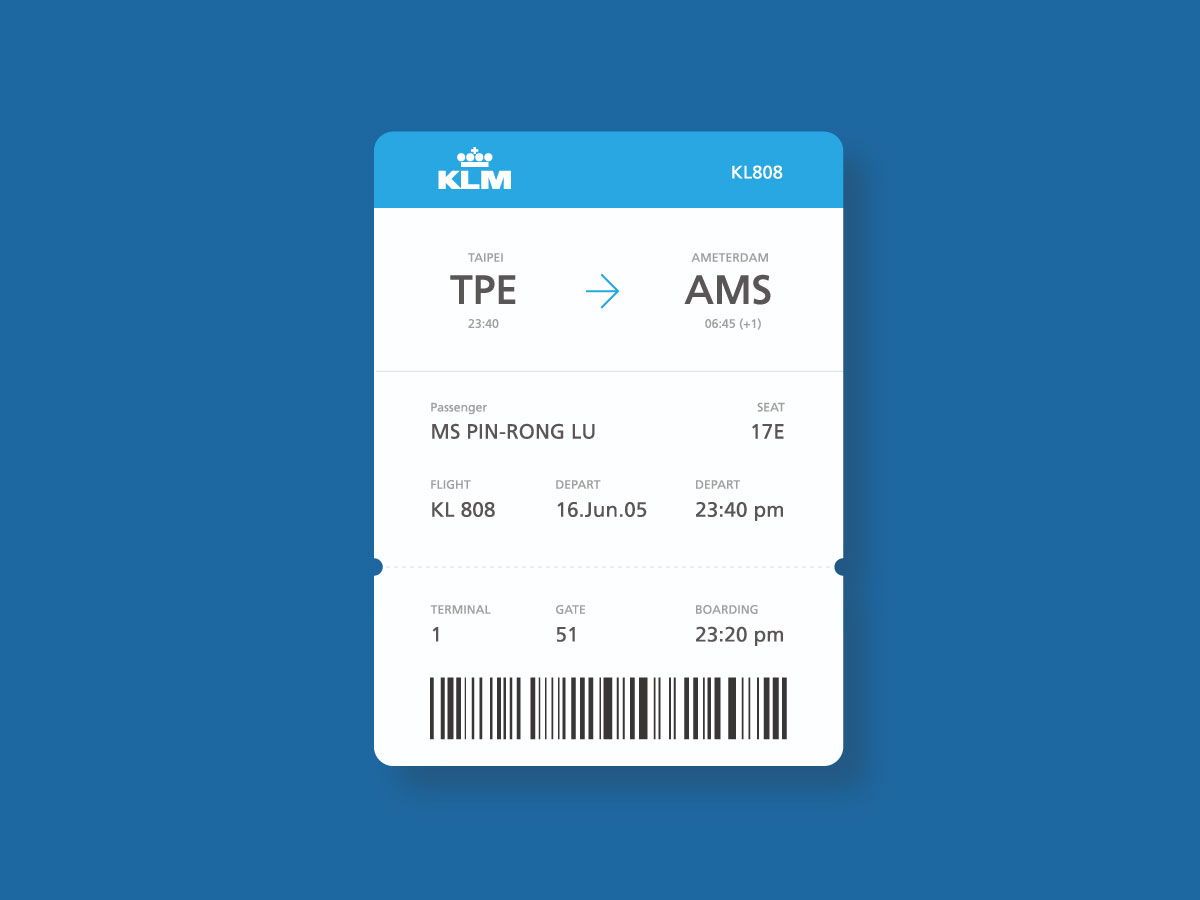 KLM
KL808
TAIPEI AMETERDAM
TPE AMS
23:40 06:45 (+1)
Passenger SEAT
MS PIN-RONG LU 17E
FLIGHT DEPART DEPART
KL 808 16.Jun.05 23:40 pm
TERMINAL GATE BOARDING
1 51 23:20 pm